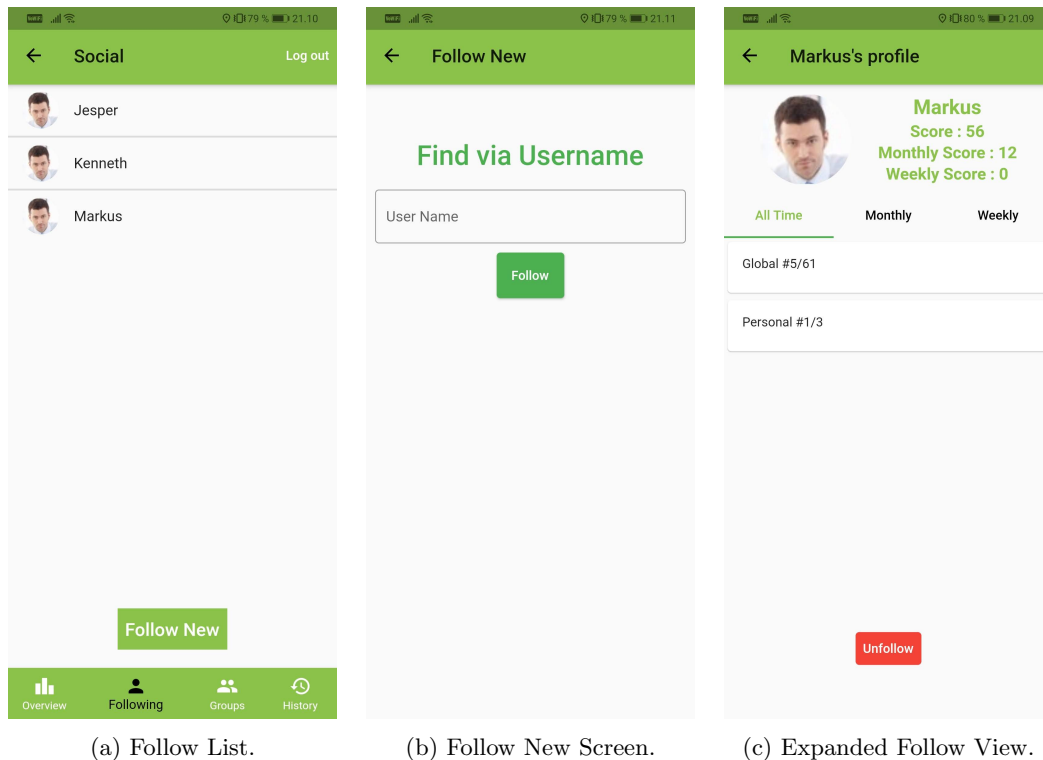 79 % 21.10
Social
Log out
Jesper
Kenneth
Markus
Follow New
Overview
Following
Groups
History
(a) Follow List.
79 % 21.11
Follow New
Find via Username
User Name
Follow
(b) Follow New Screen.
80 % 21.09
Markus's profile
Markus
Score : 56
Monthly Score : 12
Weekly Score : 0
All Time
Monthly
Weekly
Global #5/61
Personal #1/3
Unfollow
(c) Expanded Follow View.